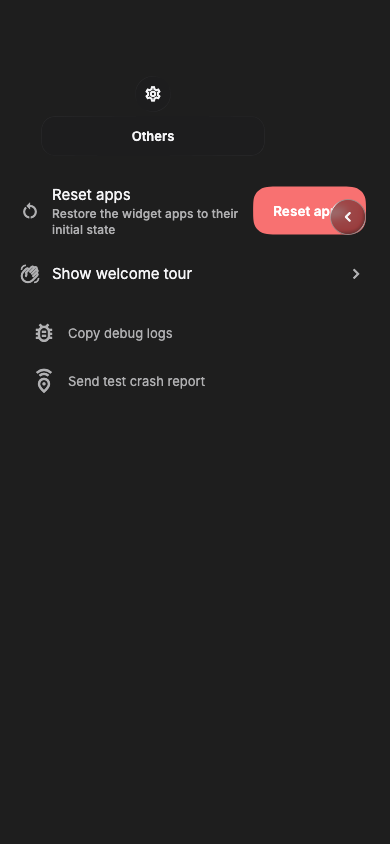 Others
Reset apps
Restore the widget apps to their
initial state
Reset
Show welcome tour
Copy debug logs
Send test crash report